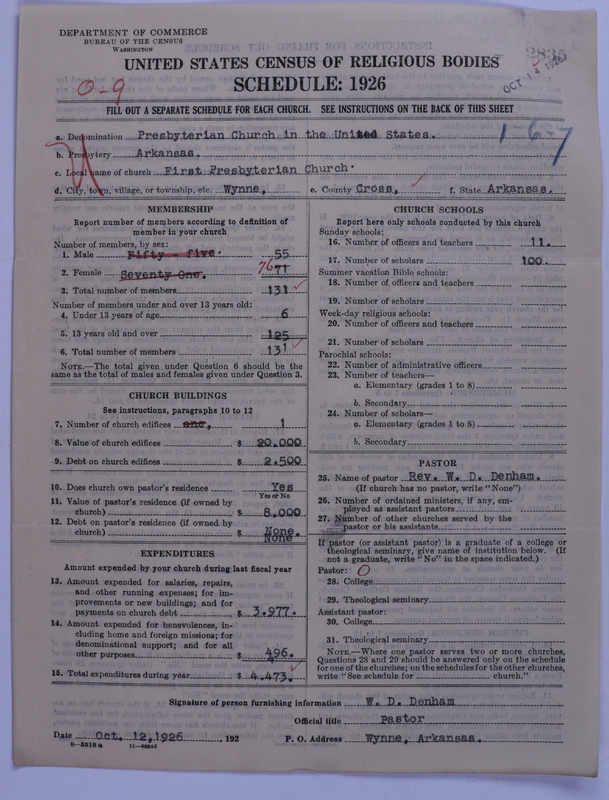 DEPARTMENT OF COMMERCE
BUREAU OF THE CENSUS
WASHINGTON
2835
OCT 14 1926
UNITED STATES CENSUS OF RELIGIOUS BODIES
SCHEDULE: 1926
0-9
FILL OUT A SEPARATE SCHEDULE FOR EACH CHURCH. SEE INSTRUCTIONS ON THE BACK OF THIS SHEET
a. Denomination Presbyterian Church in the United States.
1-6-7
b. Presbytery Arkansas.
c. Local name of church First Presbyterian Church.
d. City, town, village, or township, etc. Wynne, e. County Cross, f. State Arkansas.
MEMBERSHIP
Report number of members according to definition of
member in your church
Number of members, by sex:
1. Male Fifty-five. 55
2. Female Seventy One. 76 71
3. Total number of members 131
Number of members under and over 13 years old:
4. Under 13 years of age 6
5. 13 years old and over 125
6. Total number of members 131
NOTE.—The total given under Question 6 should be
same as the total of males and females given under Question 3.
CHURCH BUILDINGS
See instructions, paragraphs 10 to 12
7. Number of church edifices one, 1
8. Value of church edifices $ 20.000
9. Debt on church edifices $ 2.500
10. Does church own pastor's residence Yes
Yes or No
11. Value of pastor's residence (if owned by
church) $ 8.000
12. Debt on pastor's residence (if owned by
church) $ None.
None
EXPENDITURES
Amount expended by your church during last fiscal year
13. Amount expended for salaries, repairs,
and other running expenses; for im-
provements or new buildings; and for
payments on church debt $ 3.977.
14. Amount expended for benevolences, in-
cluding home and foreign missions; for
denominational support; and for all
other purposes $ 496.
15. Total expenditures during year $ 4.473.
CHURCH SCHOOLS
Report here only schools conducted by this church
Sunday schools:
16. Number of officers and teachers 11.
17. Number of scholars 100.
Summer vacation Bible schools:
18. Number of officers and teachers
19. Number of scholars
Week-day religious schools:
20. Number of officers and teachers
21. Number of scholars
Parochial schools:
22. Number of administrative officers
23. Number of teachers—
a. Elementary (grades 1 to 8)
b. Secondary
24. Number of scholars—
a. Elementary (grades 1 to 8)
b. Secondary
PASTOR
25. Name of pastor Rev. W. D. Denham.
(If church has no pastor, write "None")
26. Number of ordained ministers, if any, em-
ployed as assistant pastors
27. Number of other churches served by the
pastor or his assistants
If pastor (or assistant pastor) is a graduate of a college or
theological seminary, give name of institution below. (If
not a graduate, write "No" in the space indicated.)
Pastor: 0
28. College
29. Theological seminary
Assistant pastor:
30. College
31. Theological seminary
NOTE.—Where one pastor serves two or more churches,
Questions 28 and 29 should be answered only on the schedule
for one of the churches; on the schedules for the other churches,
write "See schedule for church."
Signature of person furnishing information W. D. Denham
Official title Pastor
Date Oct. 12, 1926 , 192 P. O. Address Wynne, Arkansas.